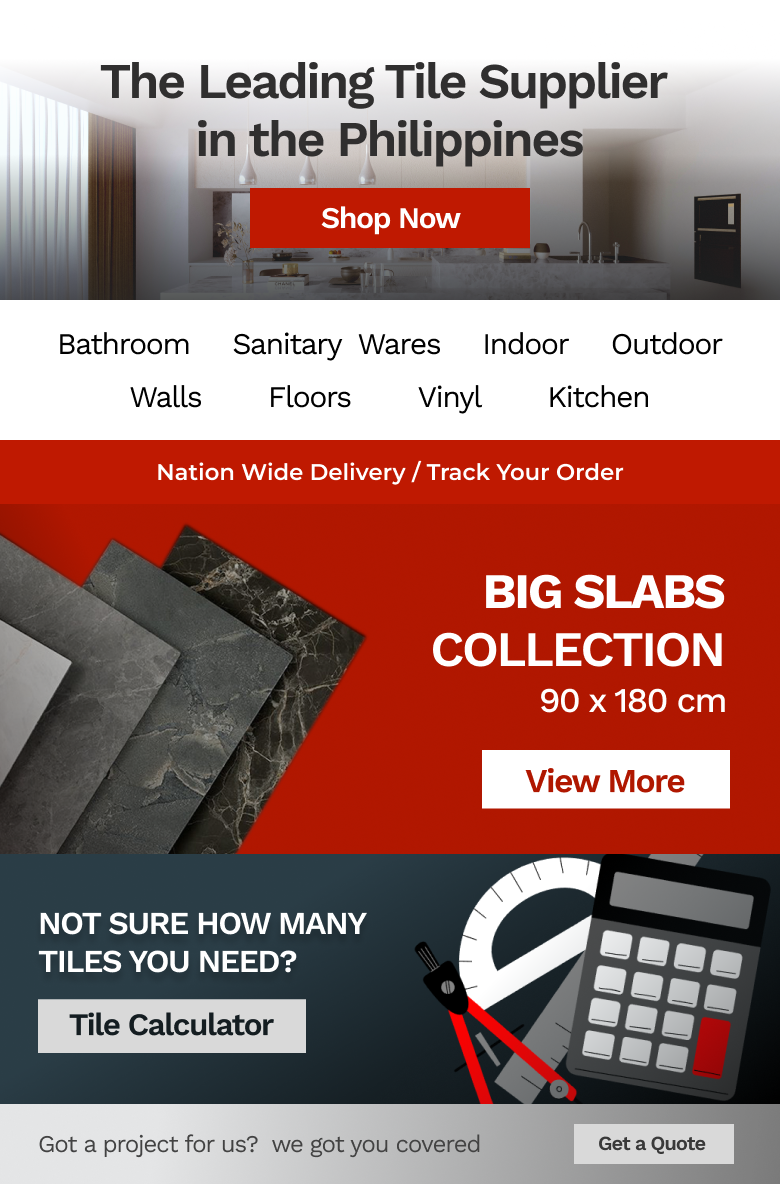 The Leading Tile Supplier
in the Philippines
Shop Now
Bathroom Sanitary Wares Indoor Outdoor
Walls Floors Vinyl Kitchen
Nation Wide Delivery / Track Your Order
BIG SLABS
COLLECTION
90 x 180 cm
View More
NOT SURE HOW MANY
TILES YOU NEED?
Tile Calculator
Got a project for us? we got you covered
Get a Quote